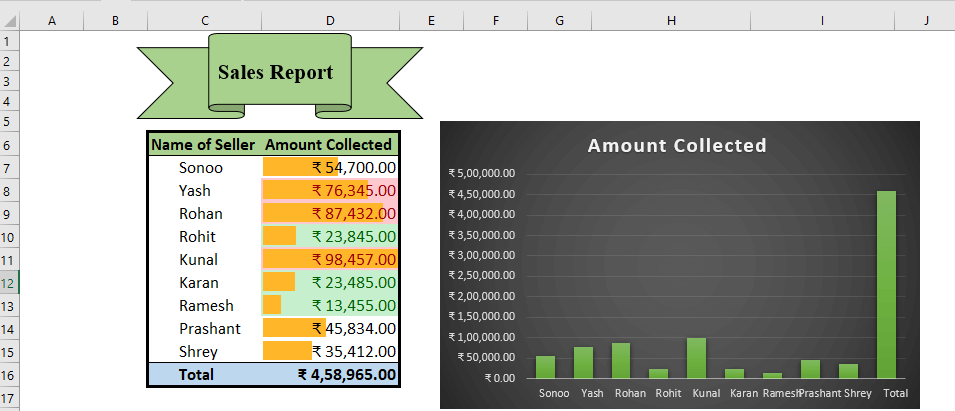 A B C D E F G H I J
1
2
Sales Report
3
4
5
6 Name of Seller Amount Collected
7 Sonoo ₹ 54,700.00
8 Yash ₹ 76,345.00
9 Rohan ₹ 87,432.00
10 Rohit ₹ 23,845.00
11 Kunal ₹ 98,457.00
12 Karan ₹ 23,485.00
13 Ramesh ₹ 13,455.00
14 Prashant ₹ 45,834.00
15 Shrey ₹ 35,412.00
16 Total ₹ 4,58,965.00
17
Amount Collected
₹ 5,00,000.00
₹ 4,50,000.00
₹ 4,00,000.00
₹ 3,50,000.00
₹ 3,00,000.00
₹ 2,50,000.00
₹ 2,00,000.00
₹ 1,50,000.00
₹ 1,00,000.00
₹ 50,000.00
₹ 0.00
Sonoo Yash Rohan Rohit Kunal Karan Ramesh Prashant Shrey Total